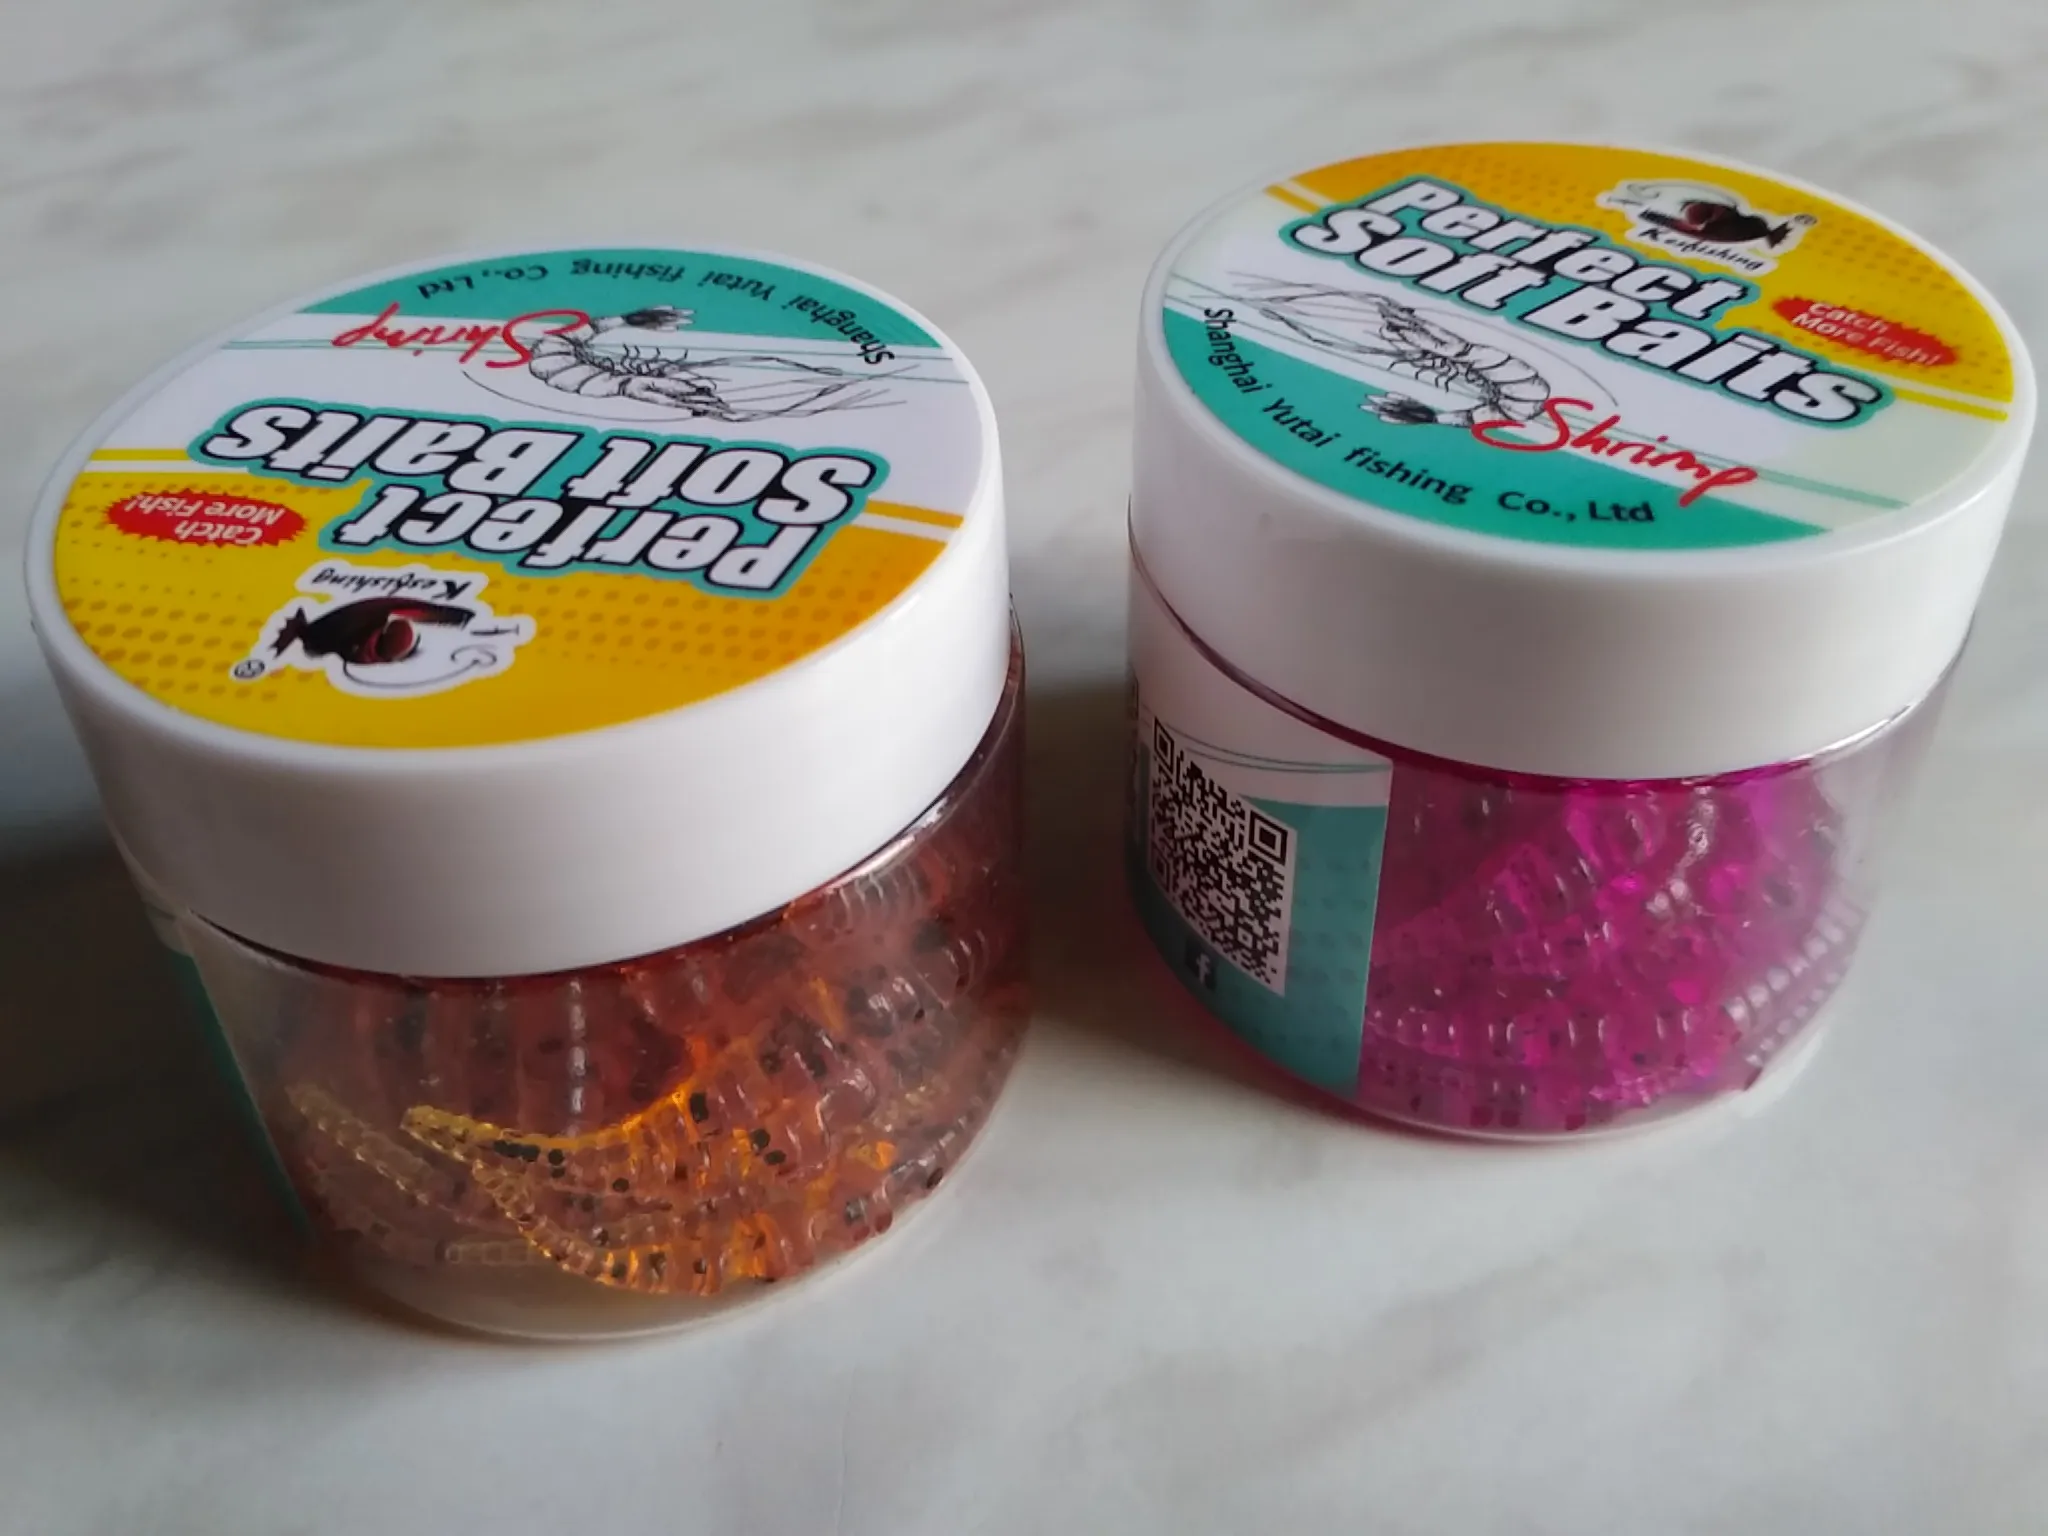 Shanghai Yutai fishing Co., Ltd
Shrimp
Perfect
Soft Baits
Catch
More Fish!
Kesfishing
®
Kesfishing
®
Perfect
Soft Baits
Catch
More Fish!
Shrimp
Shanghai Yutai fishing Co., Ltd
f